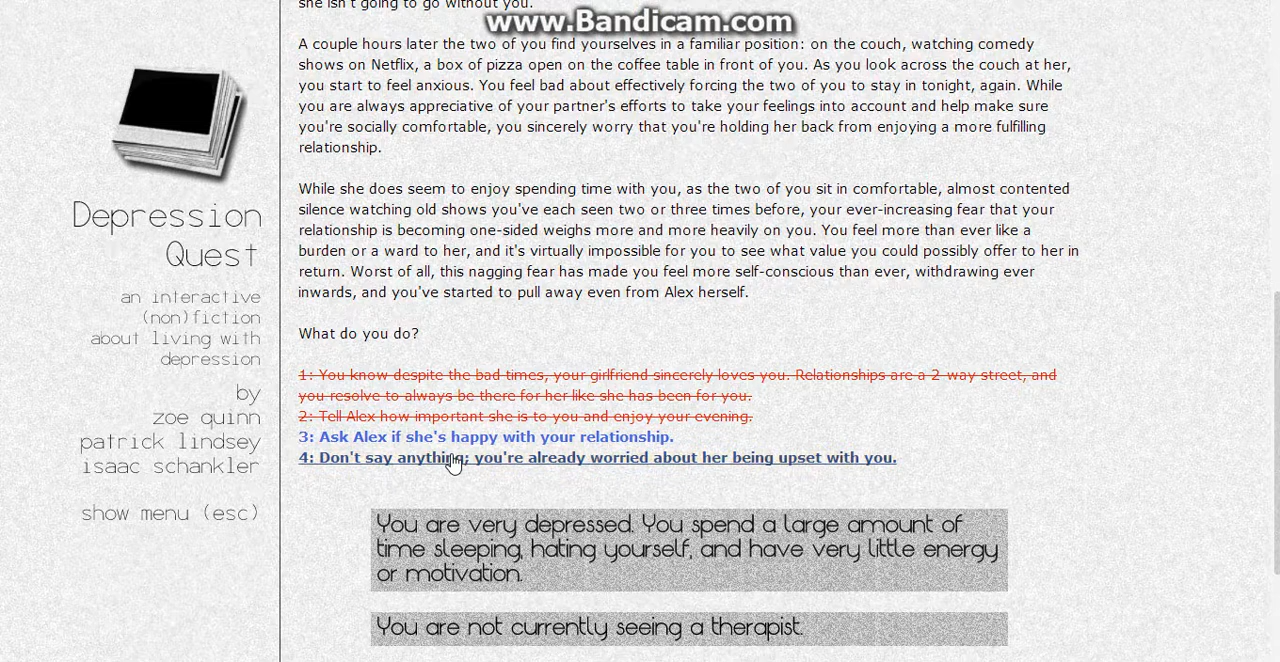 www.Bandicam.com
she isn't going to go without you.
A couple hours later the two of you find yourselves in a familiar position: on the couch, watching comedy
shows on Netflix, a box of pizza open on the coffee table in front of you. As you look across the couch at her,
you start to feel anxious. You feel bad about effectively forcing the two of you to stay in tonight, again. While
you are always appreciative of your partner's efforts to take your feelings into account and help make sure
you're socially comfortable, you sincerely worry that you're holding her back from enjoying a more fulfilling
relationship.
While she does seem to enjoy spending time with you, as the two of you sit in comfortable, almost contented
silence watching old shows you've each seen two or three times before, your ever-increasing fear that your
relationship is becoming one-sided weighs more and more heavily on you. You feel more than ever like a
burden or a ward to her, and it's virtually impossible for you to see what value you could possibly offer to her in
return. Worst of all, this nagging fear has made you feel more self-conscious than ever, withdrawing ever
inwards, and you've started to pull away even from Alex herself.
What do you do?
1: You know despite the bad times, your girlfriend sincerely loves you. Relationships are a 2-way street, and
you resolve to always be there for her like she has been for you.
2: Tell Alex how important she is to you and enjoy your evening.
3: Ask Alex if she's happy with your relationship.
4: Don't say anything; you're already worried about her being upset with you.
You are very depressed. You spend a large amount of
time sleeping, hating yourself, and have very little energy
or motivation.
You are not currently seeing a therapist.
Depression
Quest
an interactive
(non)fiction
about living with
depression
by
zoe quinn
patrick lindsey
isaac schankler
show menu (esc)